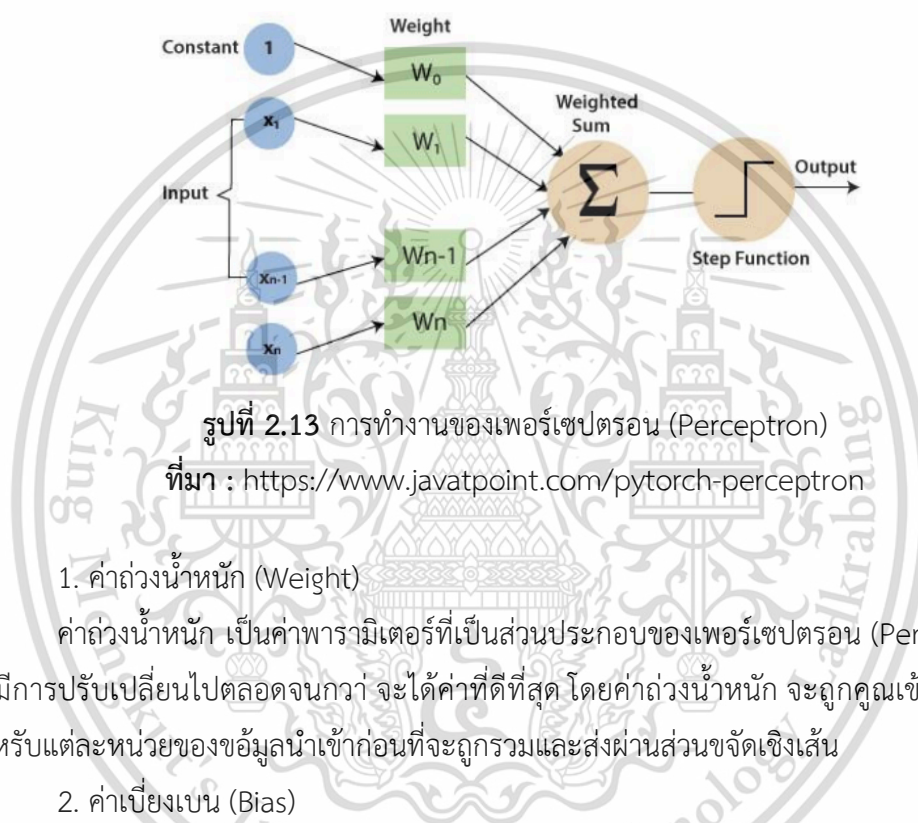 Weight
Constant 1
W0
Weighted
Sum
x1
W1
Σ
Output
Input
Wn-1
Step Function
xn-1
Wn
xn
รูปที่ 2.13 การทำงานของเพอร์เซปตรอน (Perceptron)
ที่มา : https://www.javatpoint.com/pytorch-perceptron
1. ค่าถ่วงน้ำหนัก (Weight)
ค่าถ่วงน้ำหนัก เป็นค่าพารามิเตอร์ที่เป็นส่วนประกอบของเพอร์เซปตรอน (Per
มีการปรับเปลี่ยนไปตลอดจนกว่า จะได้ค่าที่ดีที่สุด โดยค่าถ่วงน้ำหนัก จะถูกคูณเข้
หรับแต่ละหน่วยของข้อมูลนำเข้าก่อนที่จะถูกรวมและส่งผ่านส่วนขจัดเชิงเส้น
2. ค่าเบี่ยงเบน (Bias)
King